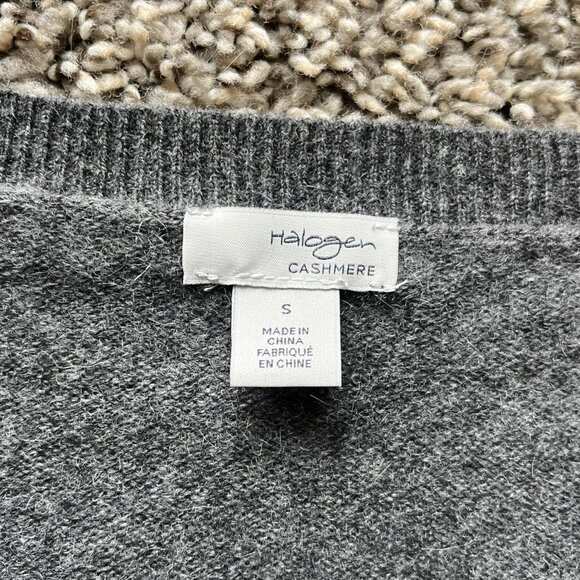 Halogen
CASHMERE
S
MADE IN
CHINA
FABRIQUÉ
EN CHINE